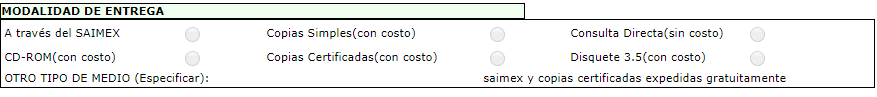 MODALIDAD DE ENTREGA
A través del SAIMEX Copias Simples(con costo) Consulta Directa(sin costo)
CD-ROM(con costo) Copias Certificadas(con costo) Disquete 3.5(con costo)
OTRO TIPO DE MEDIO (Especificar): saimex y copias certificadas expedidas gratuitamente